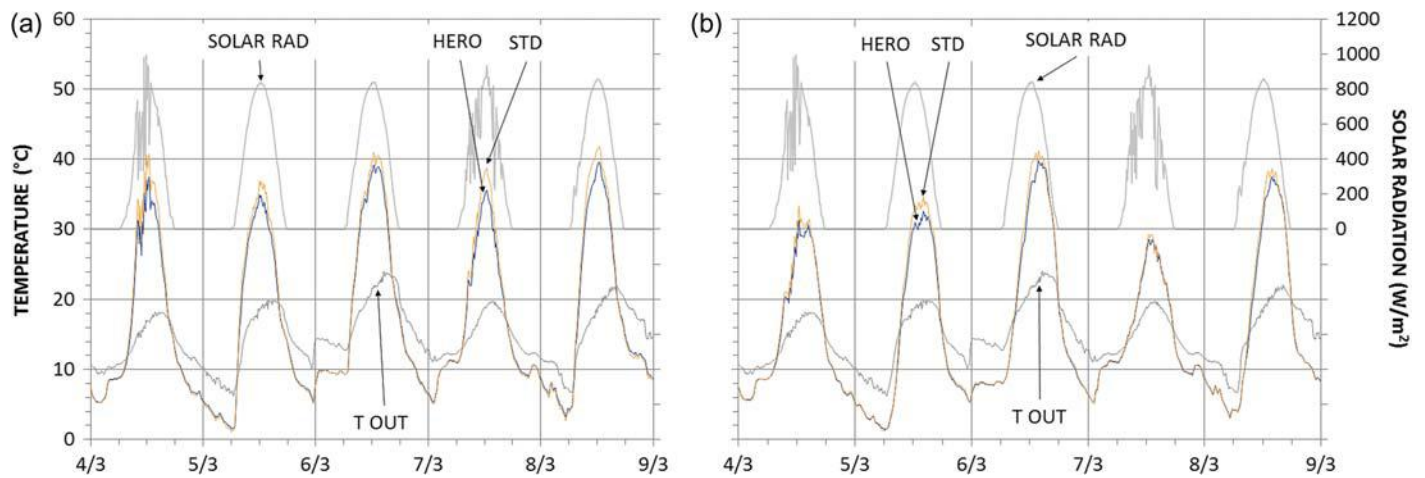 (a)
TEMPERATURE (°C)
60
50
40
30
20
10
0
4/3 5/3 6/3 7/3 8/3 9/3
SOLAR RAD
HERO STD
T OUT
(b)
HERO STD SOLAR RAD
T OUT
4/3 5/3 6/3 7/3 8/3 9/3
1200
1000
800
600
400
200
0
SOLAR RADIATION (W/m²)